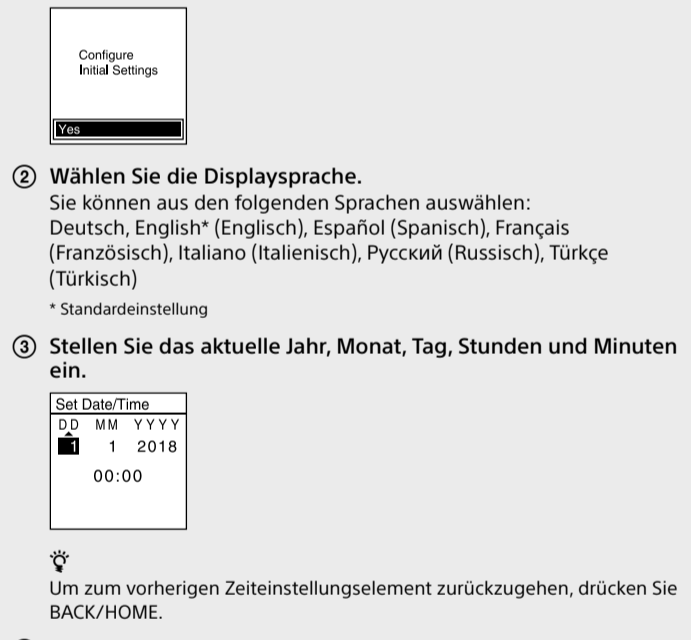 Configure
Initial Settings
Yes
② Wählen Sie die Displaysprache.
Sie können aus den folgenden Sprachen auswählen:
Deutsch, English* (Englisch), Español (Spanisch), Français
(Französisch), Italiano (Italienisch), Русский (Russisch), Türkçe
(Türkisch)
* Standardeinstellung
③ Stellen Sie das aktuelle Jahr, Monat, Tag, Stunden und Minuten
ein.
Set Date/Time
DD MM YYYY
1 1 2018
00:00
Um zum vorherigen Zeiteinstellungselement zurückzugehen, drücken Sie
BACK/HOME.